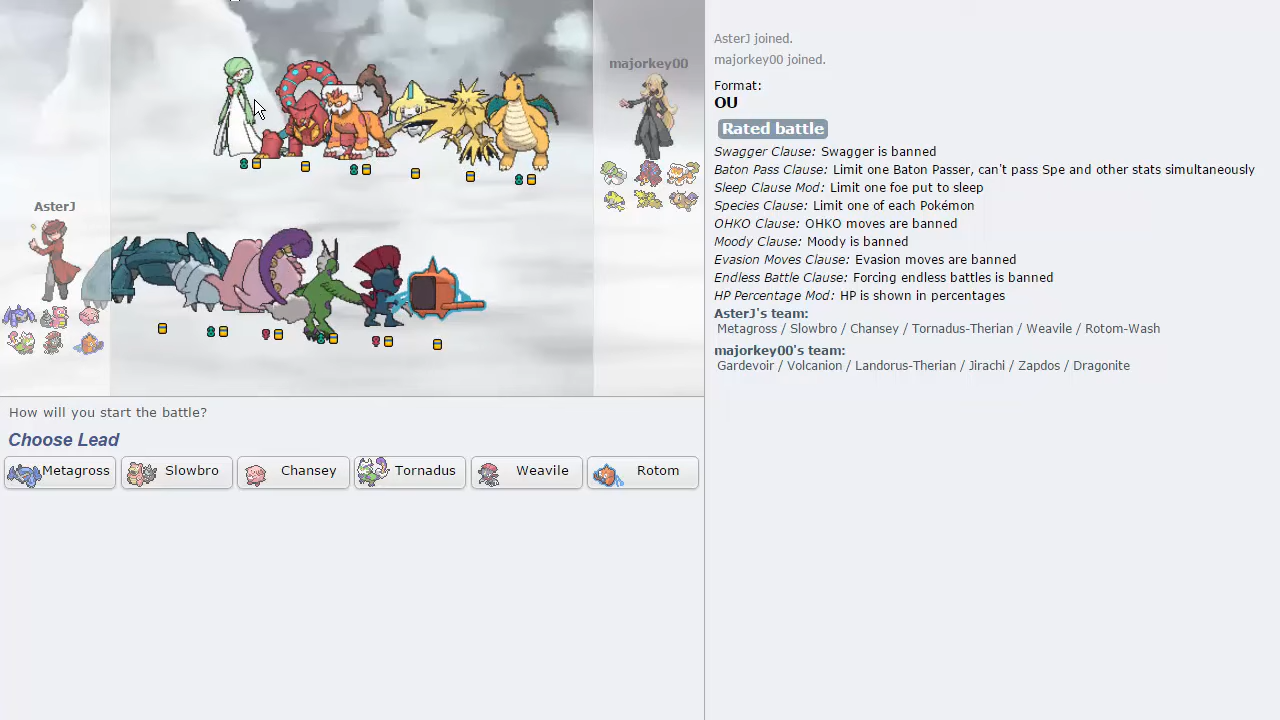 majorkey00
AsterJ
AsterJ joined.
majorkey00 joined.
Format:
OU
Rated battle
Swagger Clause: Swagger is banned
Baton Pass Clause: Limit one Baton Passer, can't pass Spe and other stats simultaneously
Sleep Clause Mod: Limit one foe put to sleep
Species Clause: Limit one of each Pokémon
OHKO Clause: OHKO moves are banned
Moody Clause: Moody is banned
Evasion Moves Clause: Evasion moves are banned
Endless Battle Clause: Forcing endless battles is banned
HP Percentage Mod: HP is shown in percentages
AsterJ's team:
Metagross / Slowbro / Chansey / Tornadus-Therian / Weavile / Rotom-Wash
majorkey00's team:
Gardevoir / Volcanion / Landorus-Therian / Jirachi / Zapdos / Dragonite
How will you start the battle?
Choose Lead
Metagross
Slowbro
Chansey
Tornadus
Weavile
Rotom